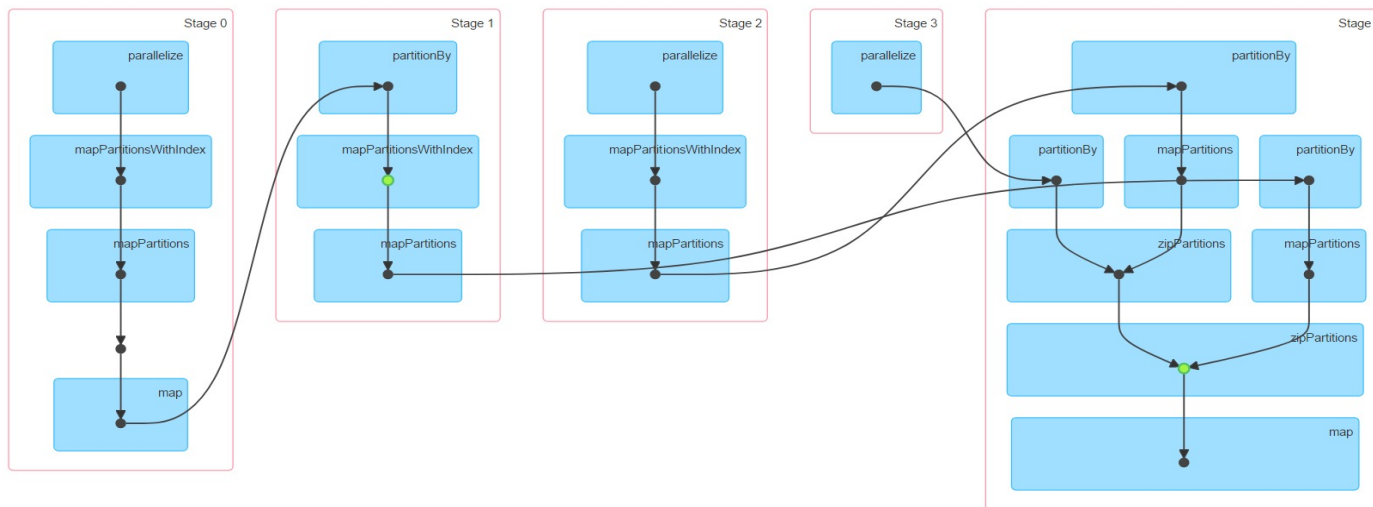 Stage 0
parallelize
mapPartitionsWithIndex
mapPartitions
map
Stage 1
partitionBy
mapPartitionsWithIndex
mapPartitions
Stage 2
parallelize
mapPartitionsWithIndex
mapPartitions
Stage 3
parallelize
Stage
partitionBy
partitionBy
mapPartitions
partitionBy
zipPartitions
mapPartitions
zipPartitions
map